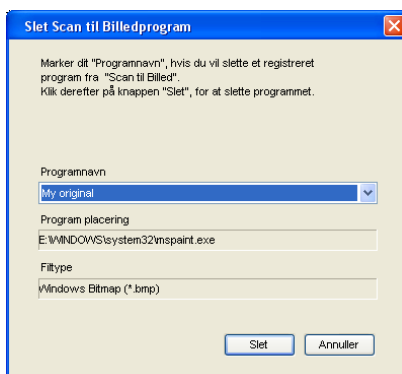 Slet Scan til Billedprogram
Marker dit "Programnavn", hvis du vil slette et registreret
program fra "Scan til Billed".
Klik derefter på knappen "Slet", for at slette programmet.
Programnavn
My original
Program placering
E:\WINDOWS\system32\mspaint.exe
Filtype
Windows Bitmap (*.bmp)
Slet
Annuller